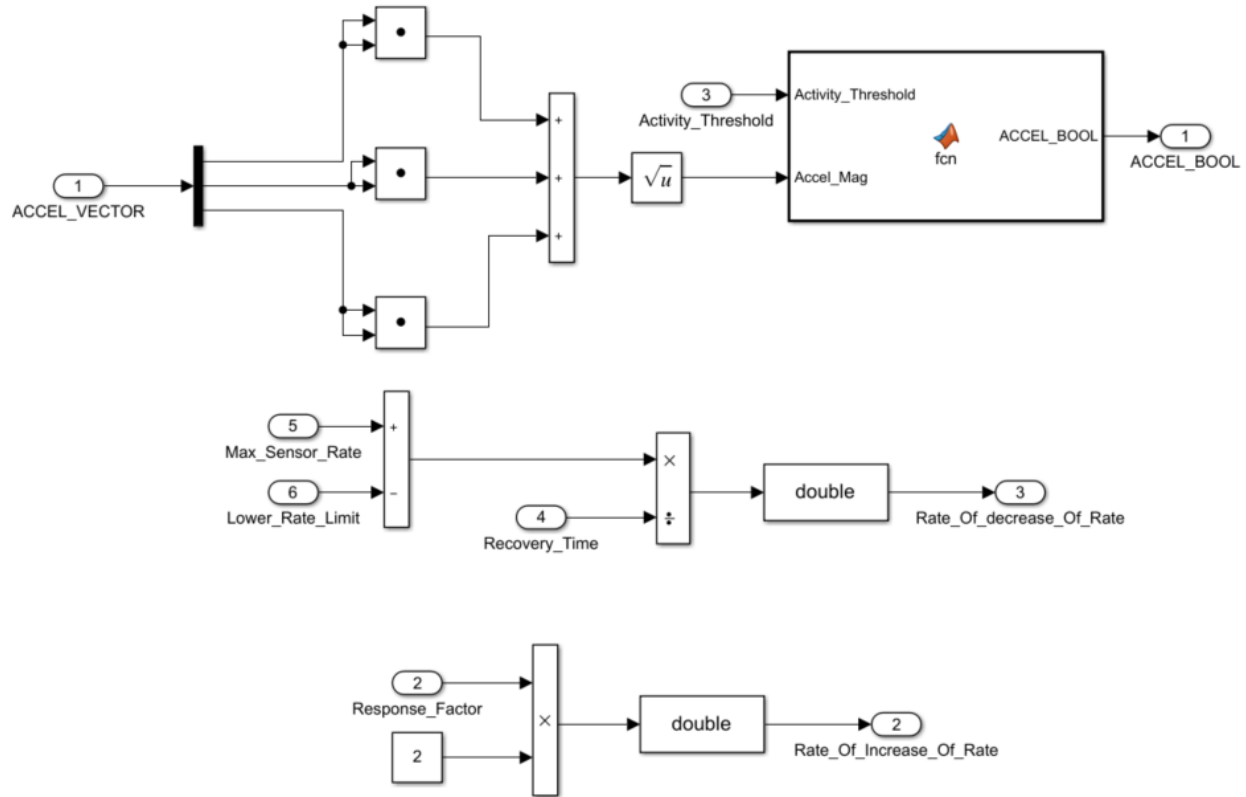 1
ACCEL_VECTOR
+
+
+
√u
3
Activity_Threshold
Activity_Threshold
Accel_Mag
fcn
ACCEL_BOOL
1
ACCEL_BOOL
5
Max_Sensor_Rate
6
Lower_Rate_Limit
+
−
4
Recovery_Time
×
÷
double
3
Rate_Of_decrease_Of_Rate
2
Response_Factor
2
×
double
2
Rate_Of_Increase_Of_Rate